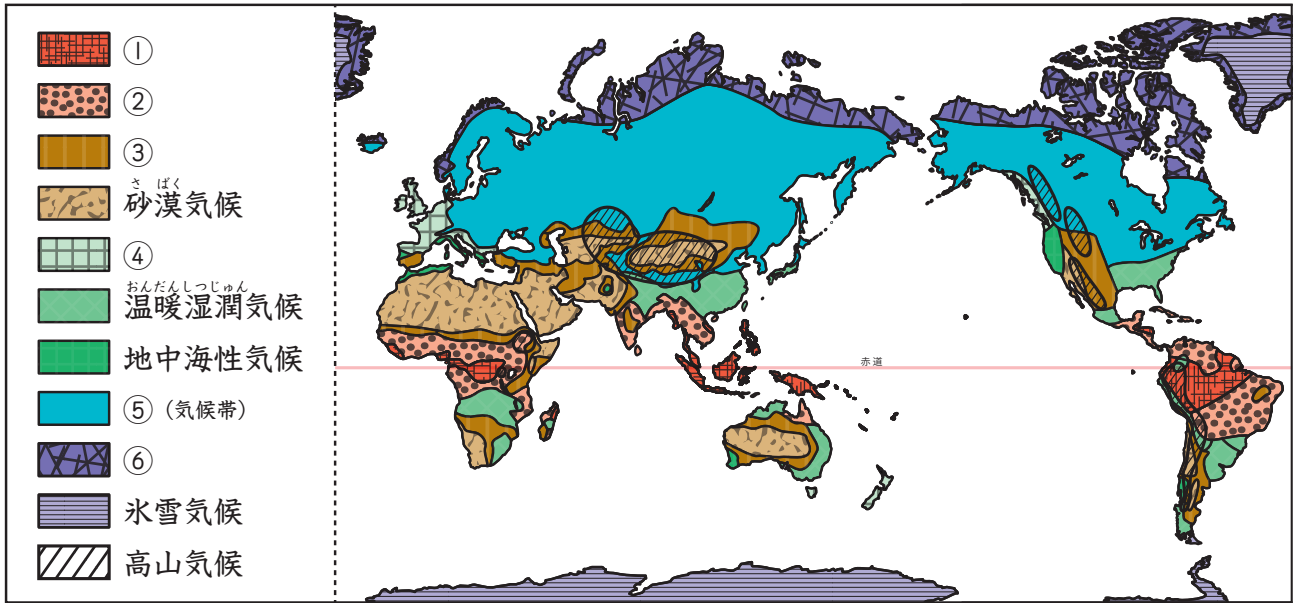 ①
②
③
さばく
砂漠気候
④
おんだんしつじゅん
温暖湿潤気候
地中海性気候
⑤（気候帯）
⑥
氷雪気候
高山気候
赤道